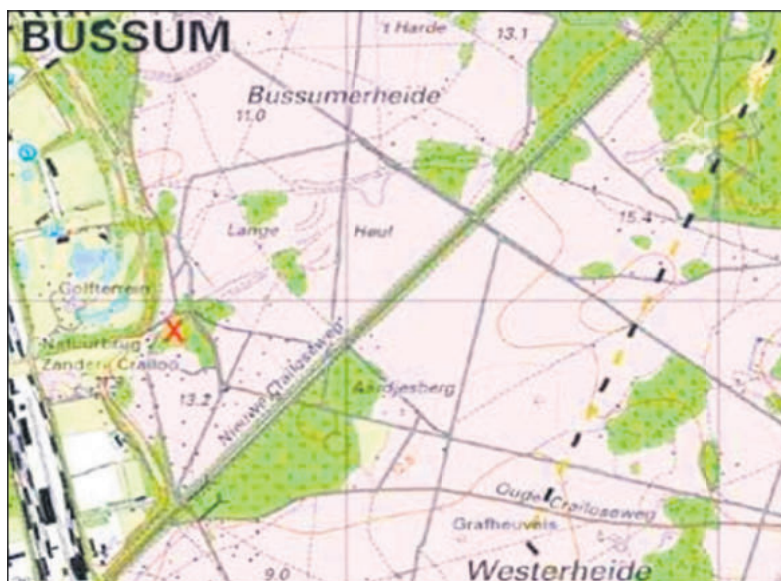 BUSSUM
't Harde
13.1
Bussumerheide
11.0
15.4
Lange Heul
Golfterrein
Natuurbrug
Zanderij Crailoo
Nieuwe Crailoseweg
Aardjesberg
13.2
Oude Crailoseweg
Grafheuvels
9.0
Westerheide